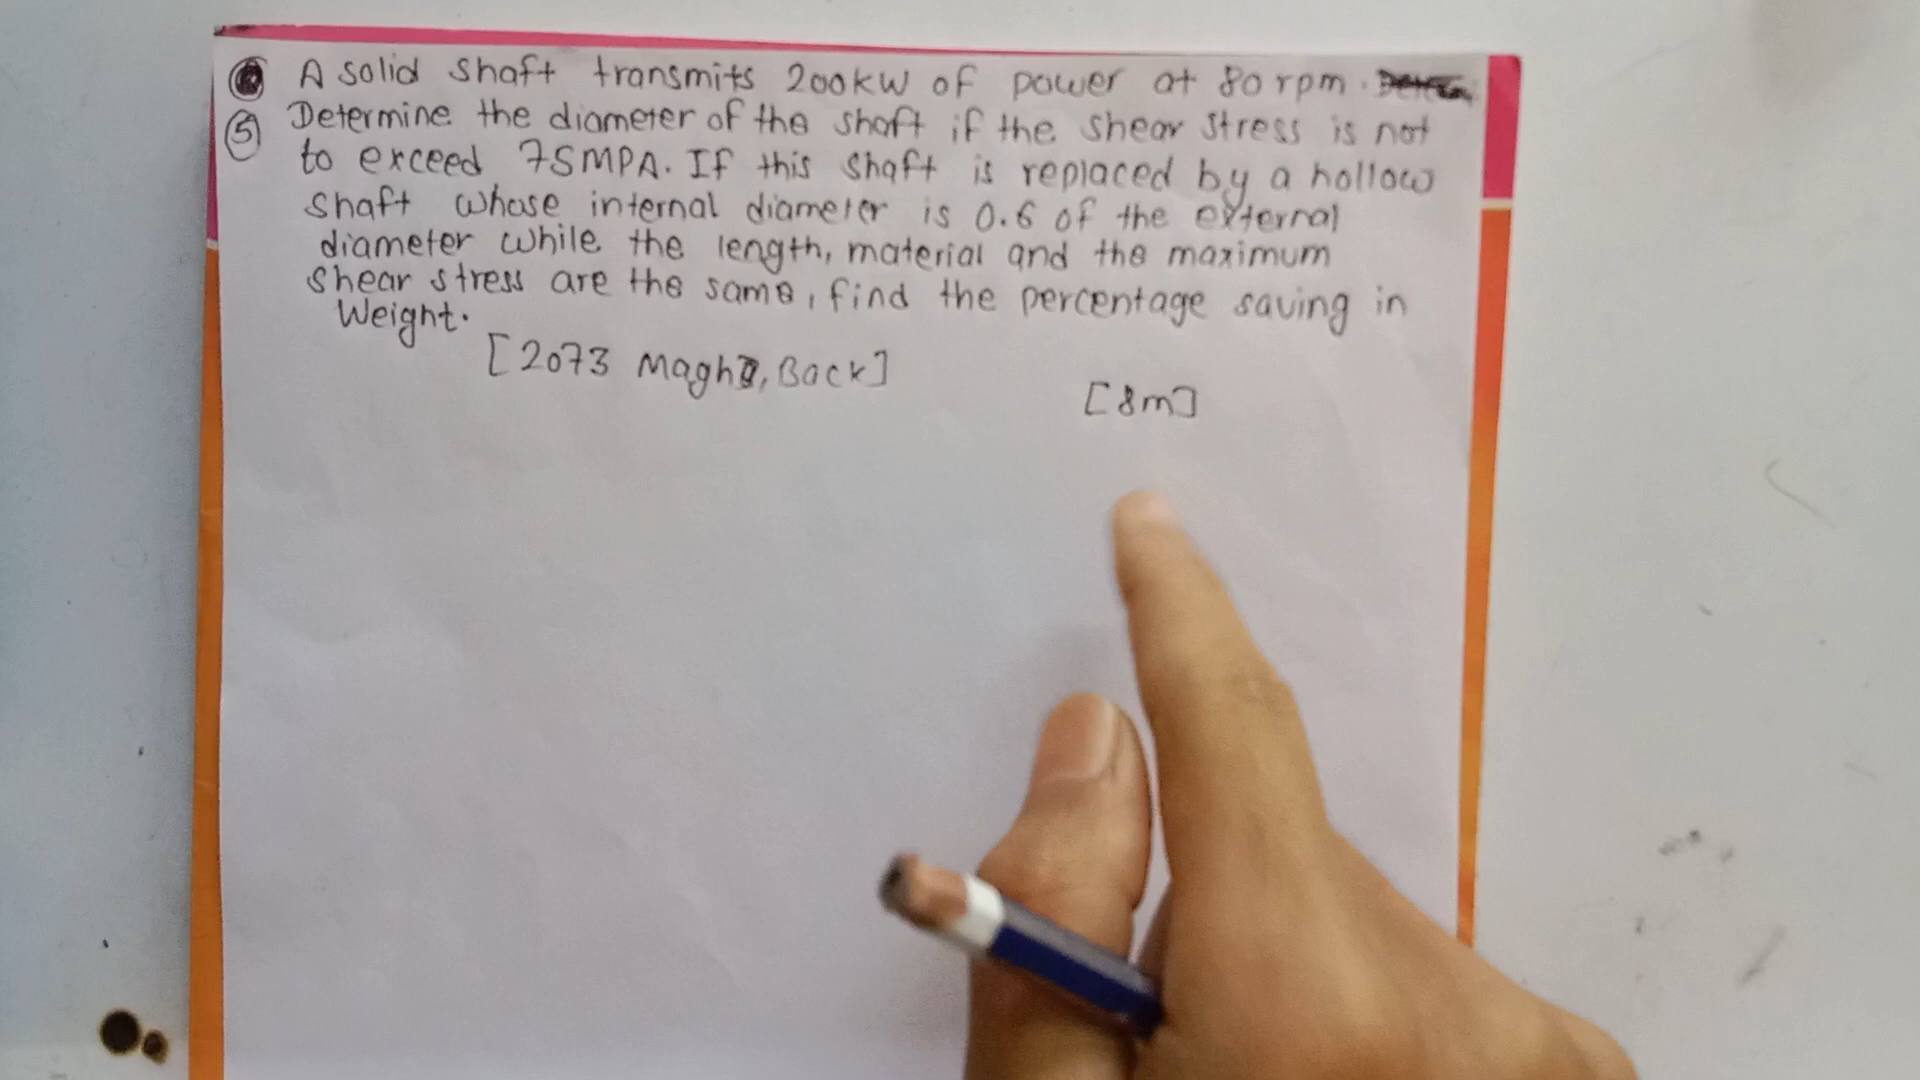 A solid shaft transmits 200kW of power at 80rpm.
⑤ Determine the diameter of the shaft if the shear stress is not
to exceed 75MPA. If this shaft is replaced by a hollow
shaft whose internal diameter is 0.6 of the external
diameter while the length, material and the maximum
shear stress are the same, find the percentage saving in
Weight.
[2073 Magh, Back]
[8m]